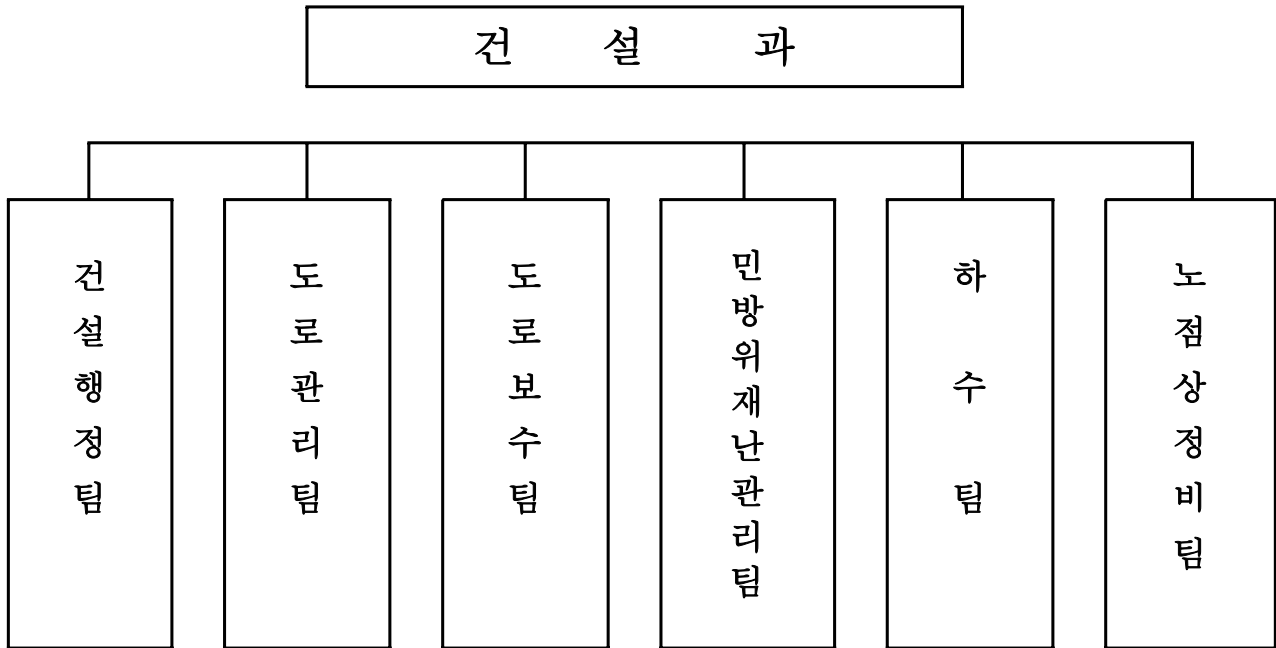 건 설 과
건설행정팀
도로관리팀
도로보수팀
민방위재난관리팀
하수팀
노점상정비팀